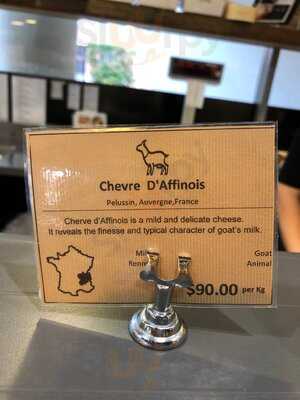 Chevre D'Affinois
Pelussin, Auvergne, France
Cherve d'Affinois is a mild and delicate cheese.
It reveals the finesse and typical character of goat's milk.
Goat
Animal
$90.00 per Kg